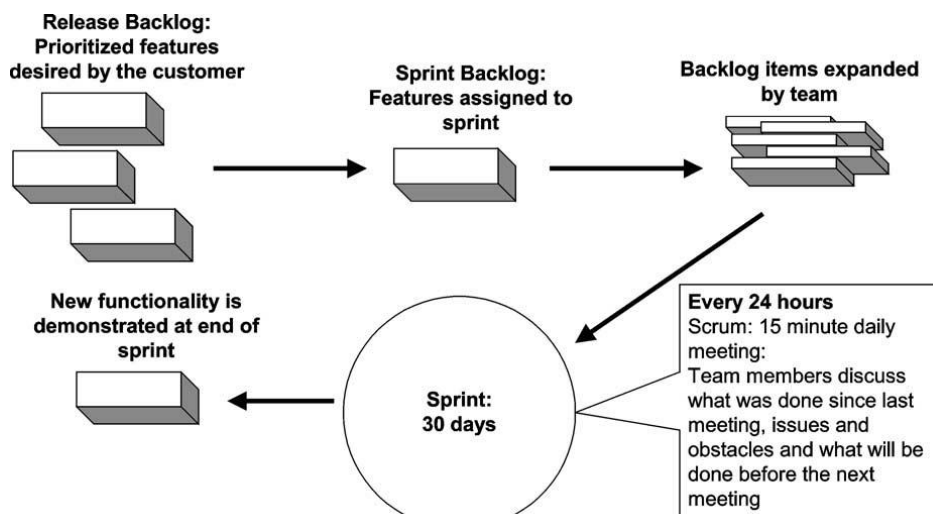 Release Backlog:
Prioritized features
desired by the customer
Sprint Backlog:
Features assigned to
sprint
Backlog items expanded
by team
New functionality is
demonstrated at end of
sprint
Sprint:
30 days
Every 24 hours
Scrum: 15 minute daily
meeting:
Team members discuss
what was done since last
meeting, issues and
obstacles and what will be
done before the next
meeting